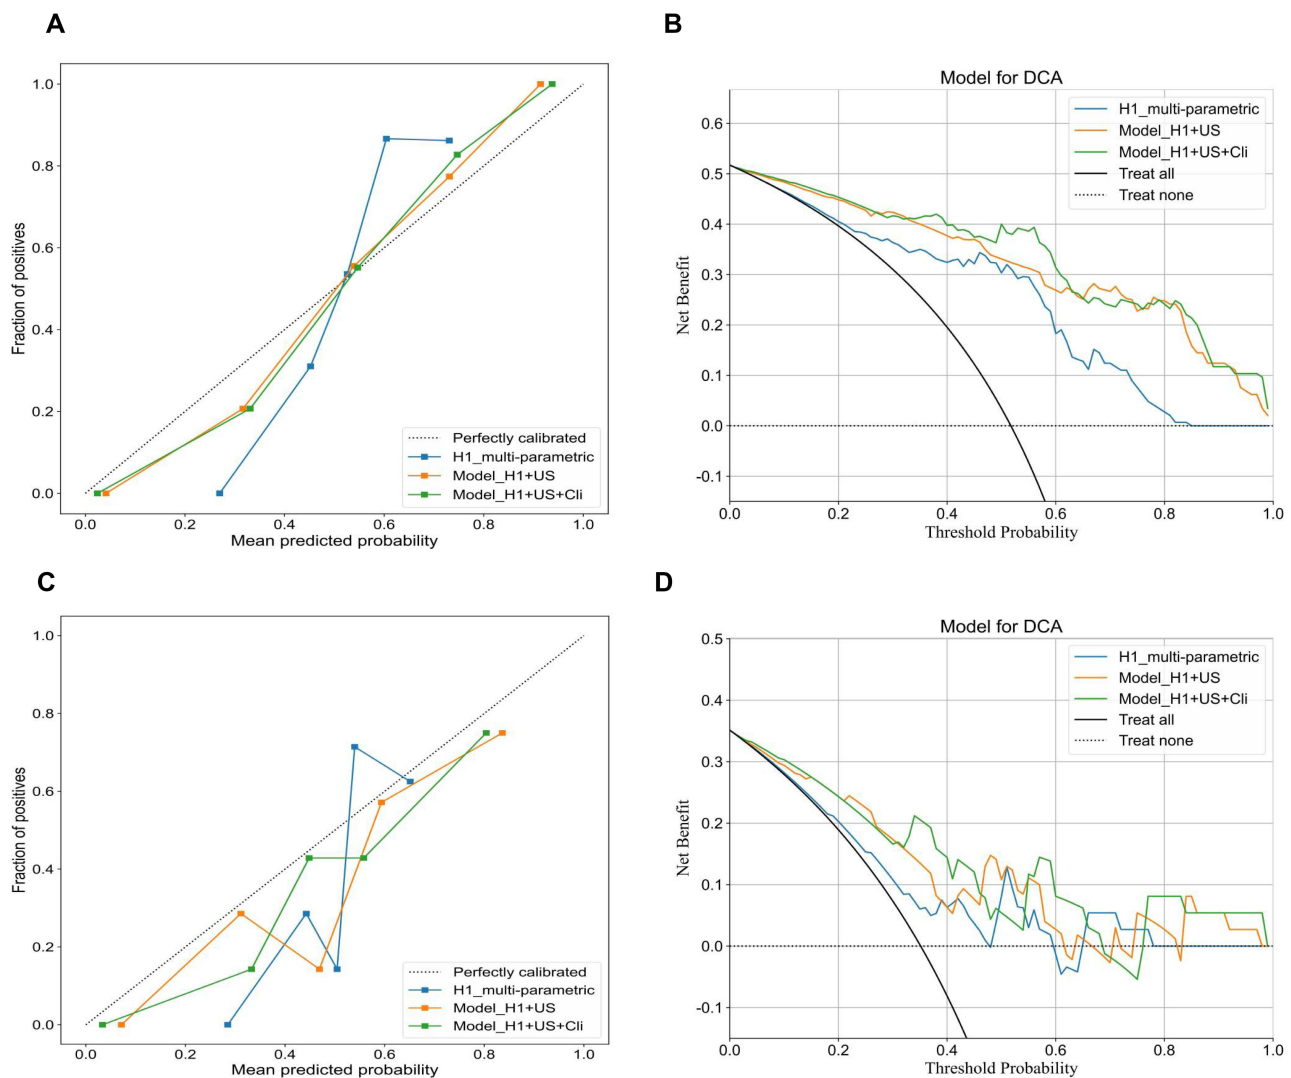 A
1.0
0.8
0.6
0.4
0.2
0.0
Fraction of positives
Perfectly calibrated
H1_multi-parametric
Model_H1+US
Model_H1+US+Cli
0.0 0.2 0.4 0.6 0.8 1.0
Mean predicted probability
B
Model for DCA
0.6
0.5
0.4
0.3
0.2
0.1
0.0
-0.1
Net Benefit
H1_multi-parametric
Model_H1+US
Model_H1+US+Cli
Treat all
Treat none
0.0 0.2 0.4 0.6 0.8 1.0
Threshold Probability
C
1.0
0.8
0.6
0.4
0.2
0.0
Fraction of positives
Perfectly calibrated
H1_multi-parametric
Model_H1+US
Model_H1+US+Cli
0.0 0.2 0.4 0.6 0.8 1.0
Mean predicted probability
D
Model for DCA
0.5
0.4
0.3
0.2
0.1
0.0
-0.1
Net Benefit
H1_multi-parametric
Model_H1+US
Model_H1+US+Cli
Treat all
Treat none
0.0 0.2 0.4 0.6 0.8 1.0
Threshold Probability